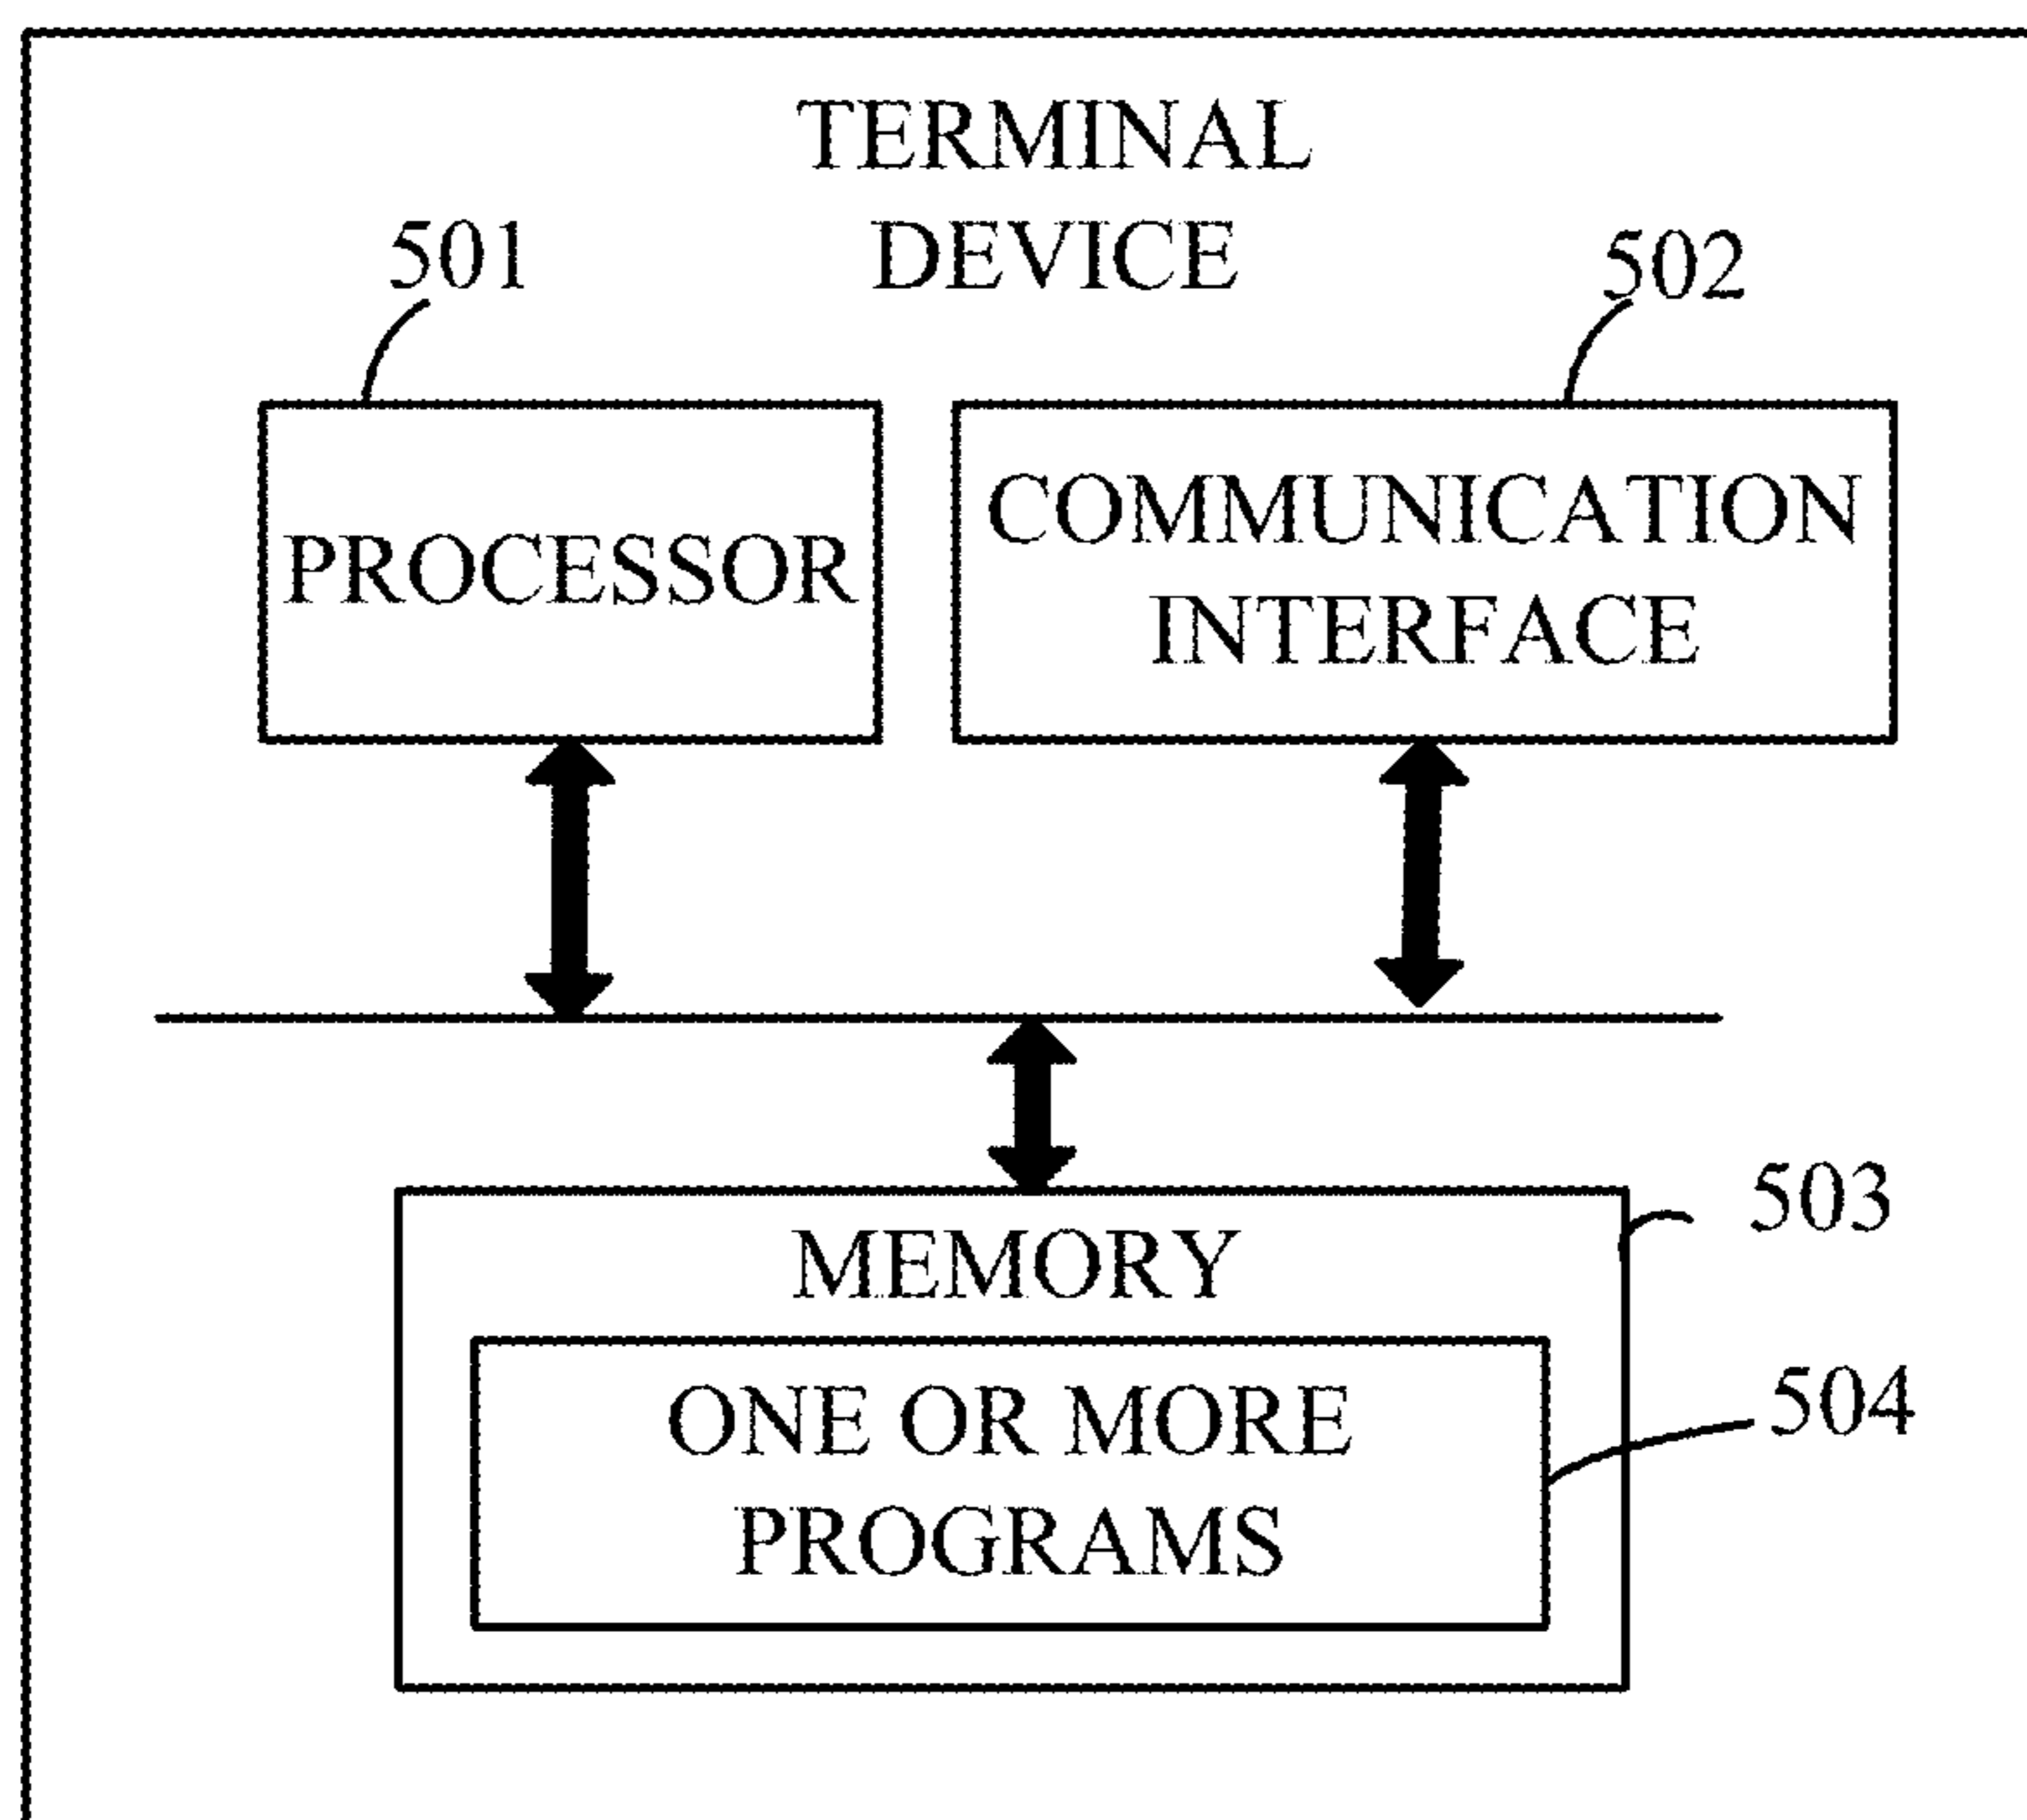 TERMINAL
DEVICE
501
502
PROCESSOR
COMMUNICATION
INTERFACE
503
MEMORY
504
ONE OR MORE
PROGRAMS